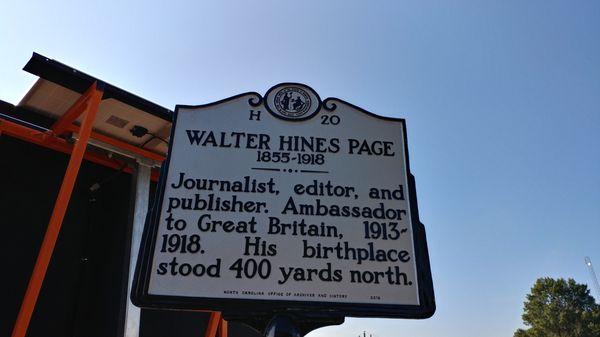 H 20
WALTER HINES PAGE
1855-1918
Journalist, editor, and
publisher. Ambassador
to Great Britain, 1913-
1918. His birthplace
stood 400 yards north.
NORTH CAROLINA OFFICE OF ARCHIVES AND HISTORY 2016